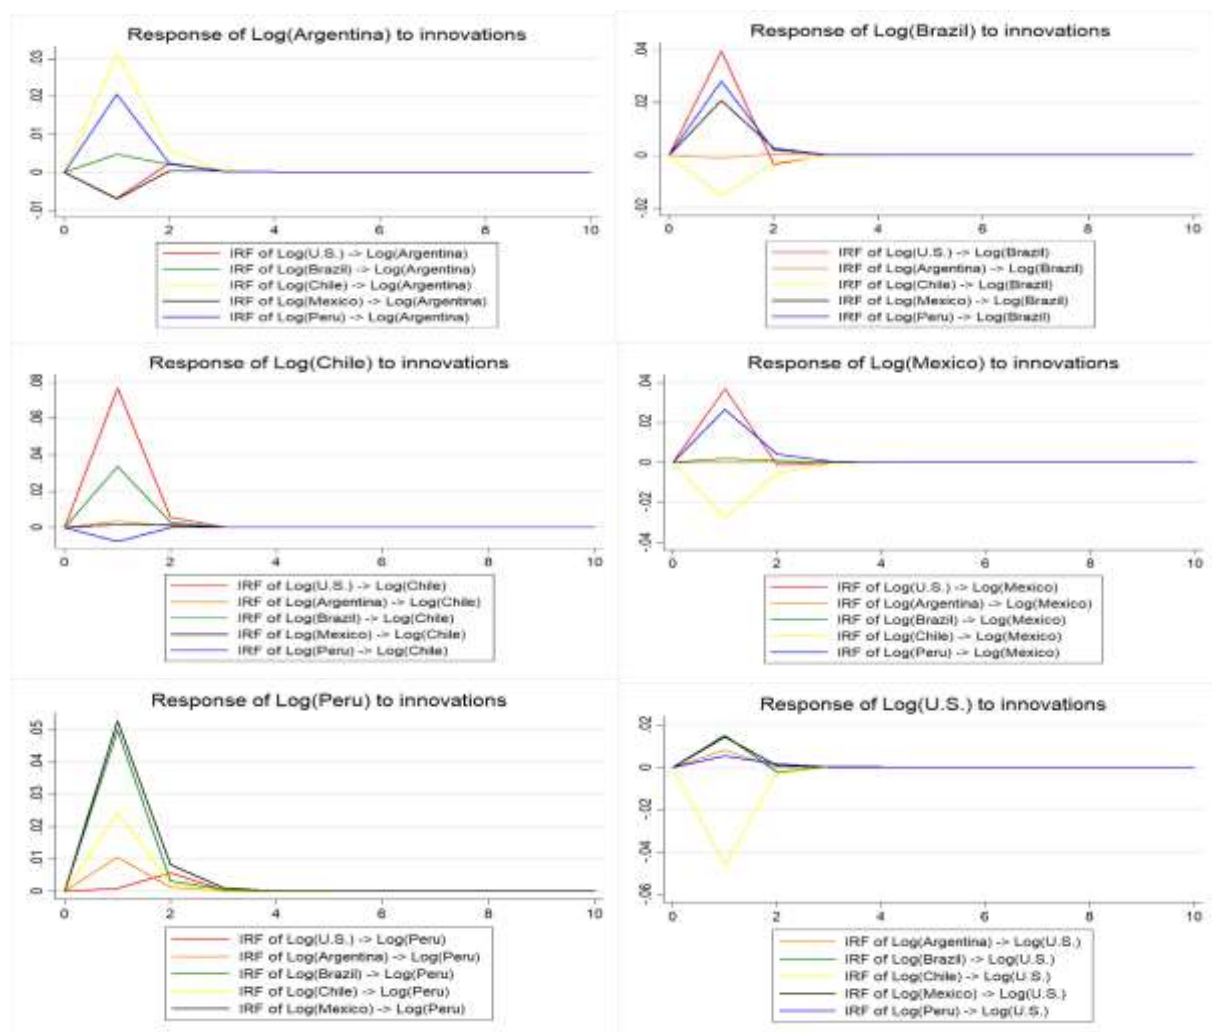 Response of Log(Argentina) to innovations
.03
.02
.01
0
-.01
0 2 4 6 8 10
IRF of Log(U.S.) -> Log(Argentina)
IRF of Log(Brazil) -> Log(Argentina)
IRF of Log(Chile) -> Log(Argentina)
IRF of Log(Mexico) -> Log(Argentina)
IRF of Log(Peru) -> Log(Argentina)
Response of Log(Brazil) to innovations
.04
.02
0
-.02
0 2 4 6 8 10
IRF of Log(U.S.) -> Log(Brazil)
IRF of Log(Argentina) -> Log(Brazil)
IRF of Log(Chile) -> Log(Brazil)
IRF of Log(Mexico) -> Log(Brazil)
IRF of Log(Peru) -> Log(Brazil)
Response of Log(Chile) to innovations
.08
.06
.04
.02
0
0 2 4 6 8 10
IRF of Log(U.S.) -> Log(Chile)
IRF of Log(Argentina) -> Log(Chile)
IRF of Log(Brazil) -> Log(Chile)
IRF of Log(Mexico) -> Log(Chile)
IRF of Log(Peru) -> Log(Chile)
Response of Log(Mexico) to innovations
.04
.02
0
-.02
-.04
0 2 4 6 8 10
IRF of Log(U.S.) -> Log(Mexico)
IRF of Log(Argentina) -> Log(Mexico)
IRF of Log(Brazil) -> Log(Mexico)
IRF of Log(Chile) -> Log(Mexico)
IRF of Log(Peru) -> Log(Mexico)
Response of Log(Peru) to innovations
.05
.04
.03
.02
.01
0
0 2 4 6 8 10
IRF of Log(U.S.) -> Log(Peru)
IRF of Log(Argentina) -> Log(Peru)
IRF of Log(Brazil) -> Log(Peru)
IRF of Log(Chile) -> Log(Peru)
IRF of Log(Mexico) -> Log(Peru)
Response of Log(U.S.) to innovations
.02
0
-.02
-.04
-.06
0 2 4 6 8 10
IRF of Log(Argentina) -> Log(U.S.)
IRF of Log(Brazil) -> Log(U.S.)
IRF of Log(Chile) -> Log(U.S.)
IRF of Log(Mexico) -> Log(U.S.)
IRF of Log(Peru) -> Log(U.S.)